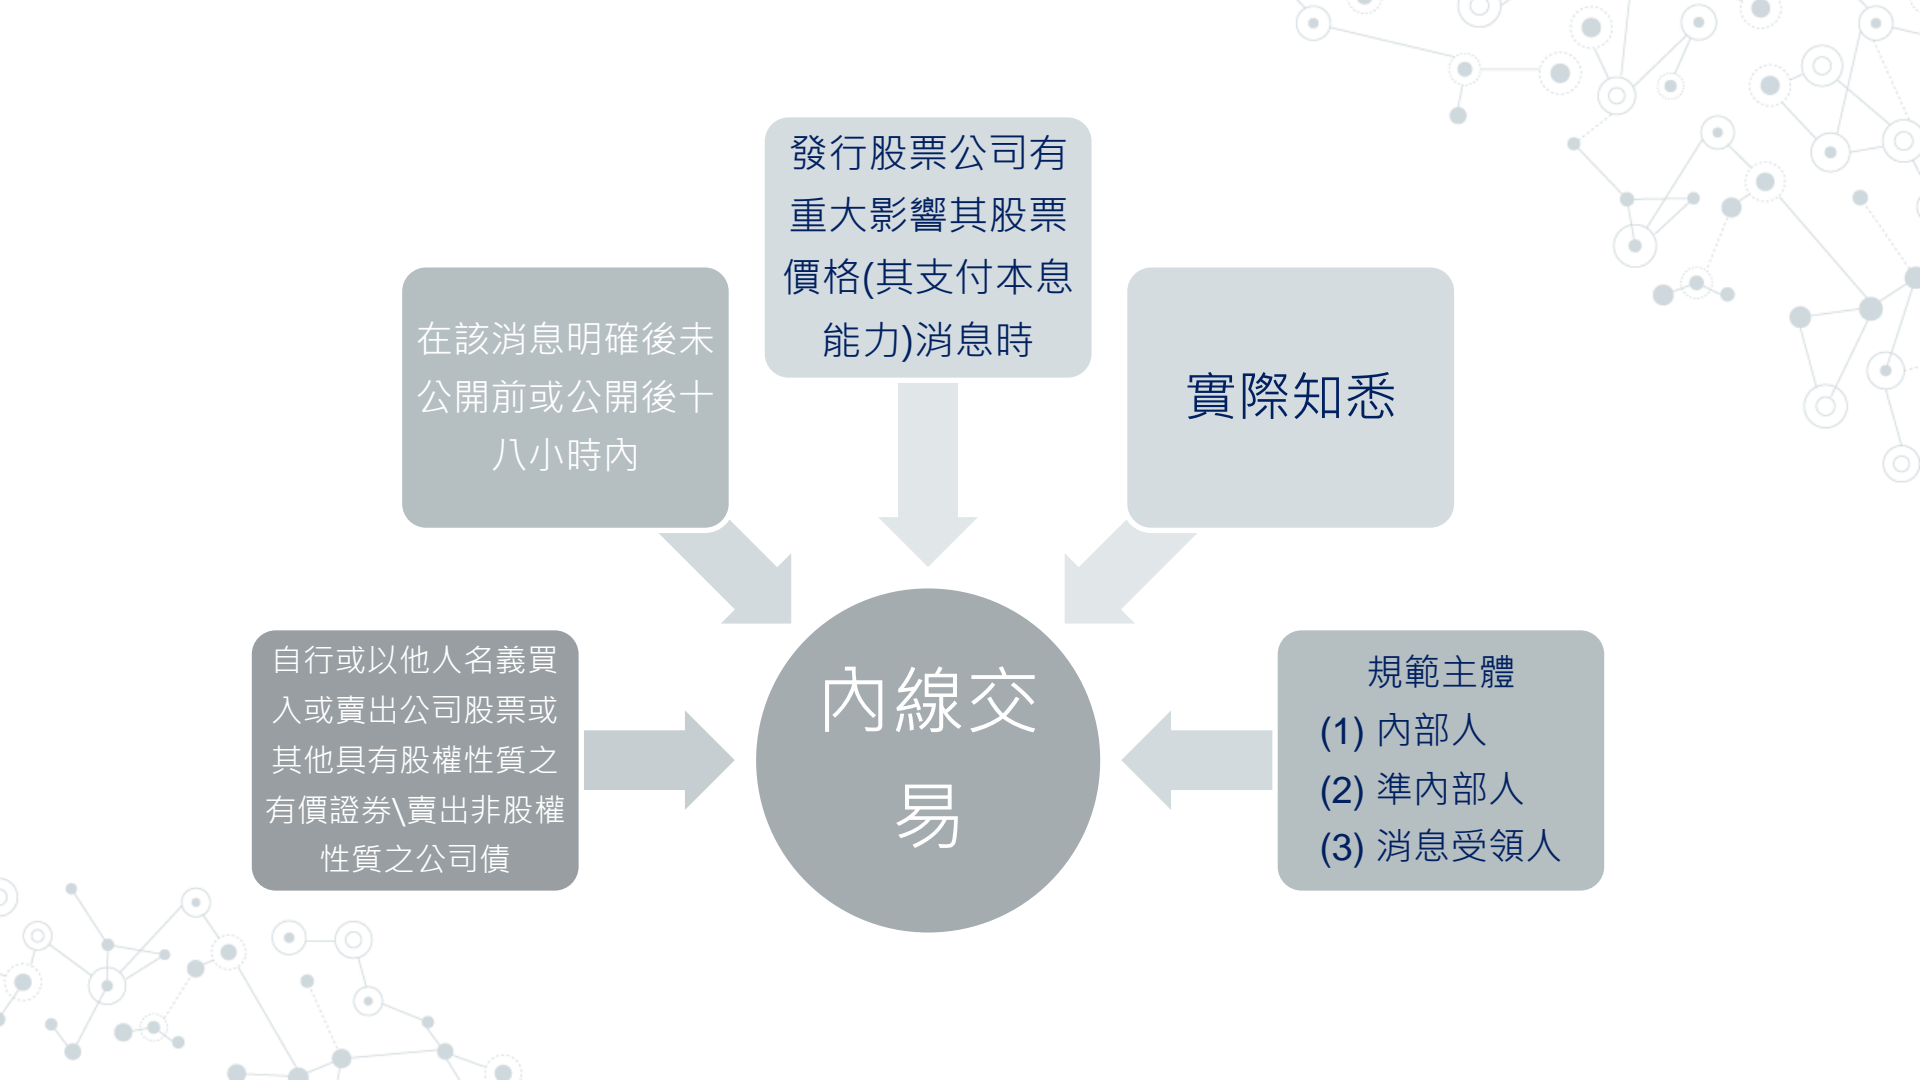 發行股票公司有
重大影響其股票
價格(其支付本息
能力)消息時
在該消息明確後未
公開前或公開後十
八小時內
實際知悉
自行或以他人名義買
入或賣出公司股票或
其他具有股權性質之
有價證券\賣出非股權
性質之公司債
內線交
易
規範主體
(1) 內部人
(2) 準內部人
(3) 消息受領人